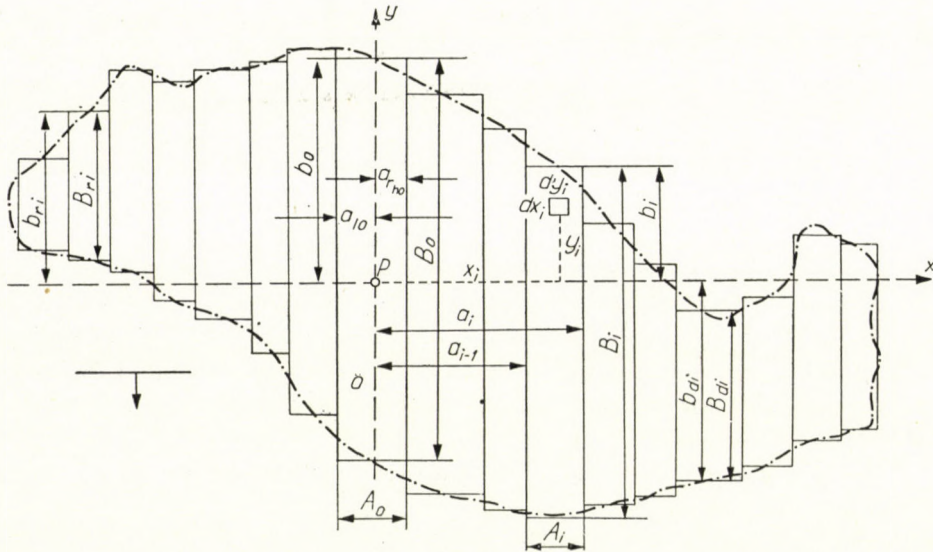 y
b_ri
B_ri
b_o
a_rho
a_lo
B_o
dy_i
dx_i
y_i
b_i
P
x_i
x
a_i
a_i-1
B_i
b_di
B_di
A_o
A_i